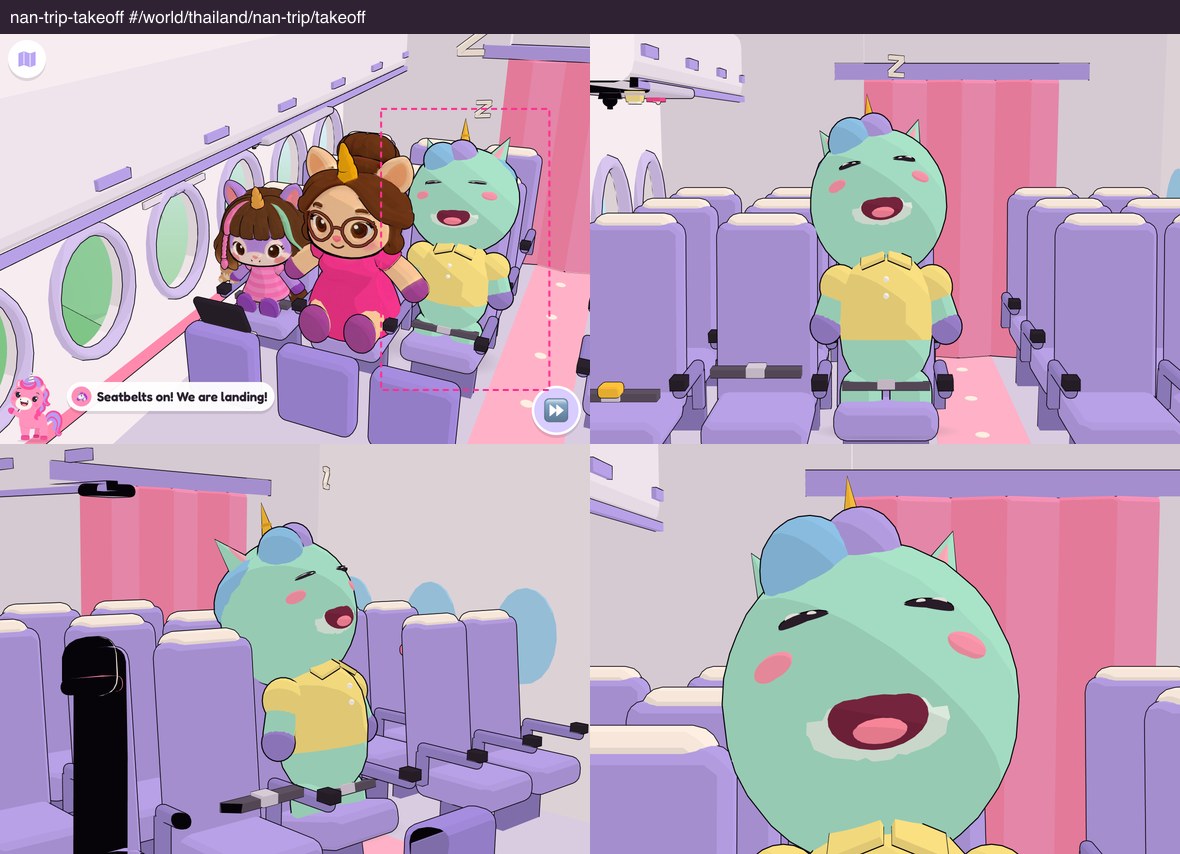 nan-trip-takeoff #/world/thailand/nan-trip/takeoff
Z
Z
Z
Seatbelts on! We are landing!
Z